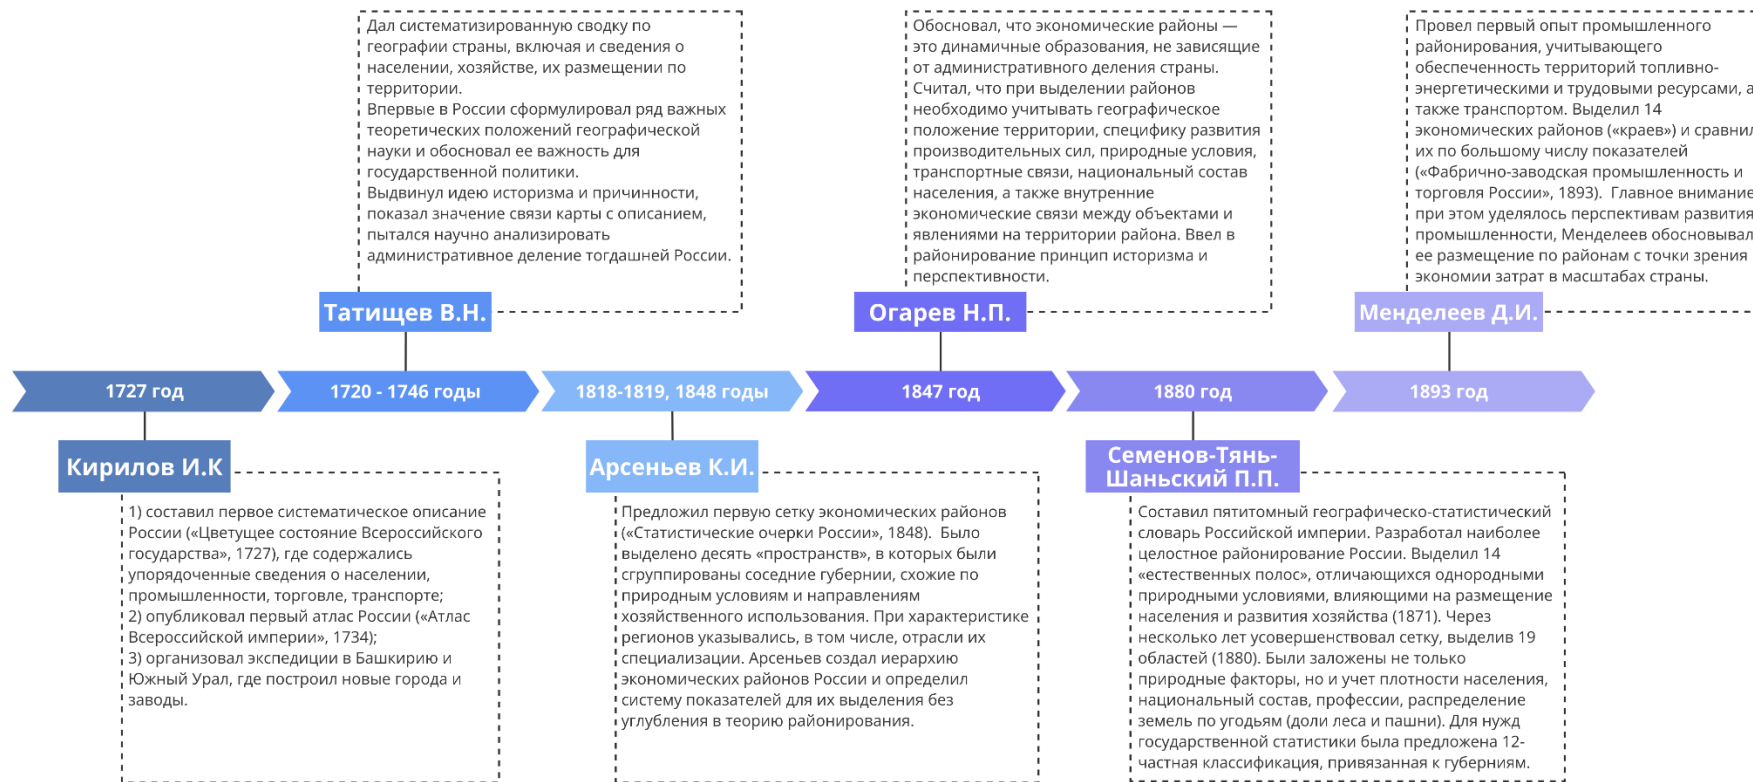 Дал систематизированную сводку по
географии страны, включая и сведения о
населении, хозяйстве, их размещении по
территории.
Впервые в России сформулировал ряд важных
теоретических положений географической
науки и обосновал ее важность для
государственной политики.
Выдвинул идею историзма и причинности,
показал значение связи карты с описанием,
пытался научно анализировать
административное деление тогдашней России.
Татищев В.Н.
Обосновал, что экономические районы —
это динамичные образования, не зависящие
от административного деления страны.
Считал, что при выделении районов
необходимо учитывать географическое
положение территории, специфику развития
производительных сил, природные условия,
транспортные связи, национальный состав
населения, а также внутренние
экономические связи между объектами и
явлениями на территории района. Ввел в
районирование принцип историзма и
перспективности.
Огарев Н.П.
Провел первый опыт промышленного
районирования, учитывающего
обеспеченность территорий топливно-
энергетическими и трудовыми ресурсами, а
также транспортом. Выделил 14
экономических районов («краев») и сравнил
их по большому числу показателей
(«Фабрично-заводская промышленность и
торговля России», 1893). Главное внимание
при этом уделялось перспективам развития
промышленности, Менделеев обосновывал
ее размещение по районам с точки зрения
экономии затрат в масштабах страны.
Менделеев Д.И.
1727 год
1720 - 1746 годы
1818-1819, 1848 годы
1847 год
1880 год
1893 год
Кирилов И.К
1) составил первое систематическое описание
России («Цветущее состояние Всероссийского
государства», 1727), где содержались
упорядоченные сведения о населении,
промышленности, торговле, транспорте;
2) опубликовал первый атлас России («Атлас
Всероссийской империи», 1734);
3) организовал экспедиции в Башкирию и
Южный Урал, где построил новые города и
заводы.
Арсеньев К.И.
Предложил первую сетку экономических районов
(«Статистические очерки России», 1848). Было
выделено десять «пространств», в которых были
сгруппированы соседние губернии, схожие по
природным условиям и направлениям
хозяйственного использования. При характеристике
регионов указывались, в том числе, отрасли их
специализации. Арсеньев создал иерархию
экономических районов России и определил
систему показателей для их выделения без
углубления в теорию районирования.
Семенов-Тянь-
Шаньский П.П.
Составил пятитомный географическо-статистический
словарь Российской империи. Разработал наиболее
целостное районирование России. Выделил 14
«естественных полос», отличающихся однородными
природными условиями, влияющими на размещение
населения и развития хозяйства (1871). Через
несколько лет усовершенствовал сетку, выделив 19
областей (1880). Были заложены не только
природные факторы, но и учет плотности населения,
национальный состав, профессии, распределение
земель по угодьям (доли леса и пашни). Для нужд
государственной статистики была предложена 12-
частная классификация, привязанная к губерниям.